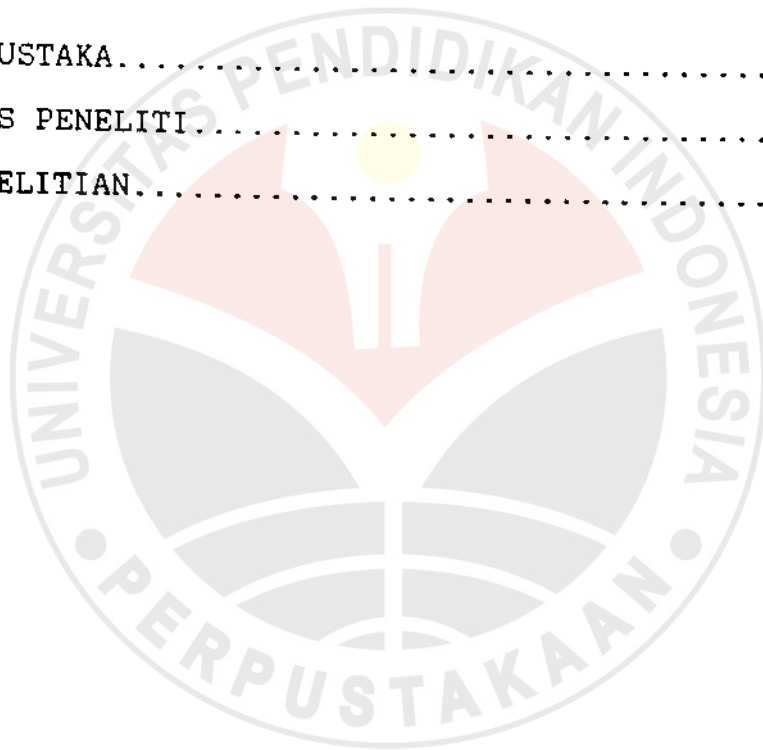 USTAKA.......................................
S PENELITI...................................
ELITIAN.......................................
UNIVERSITAS PENDIDIKAN INDONESIA
PERPUSTAKAAN